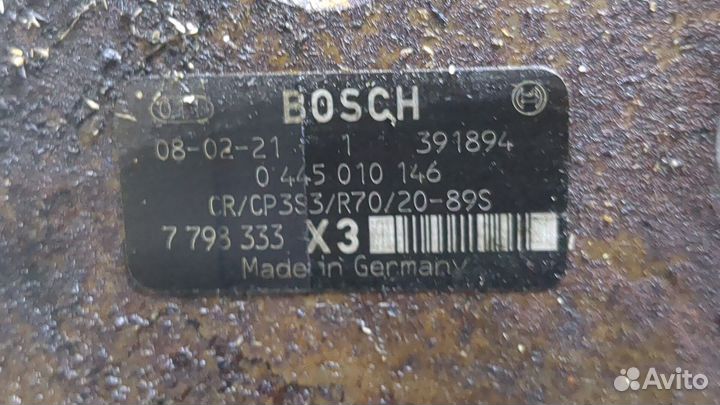 BOSCH
08-02-21 1 391894
0 445 010 146
CR/CP3S3/R70/20-89S
7 798 333 X3
Made in Germany
Avito